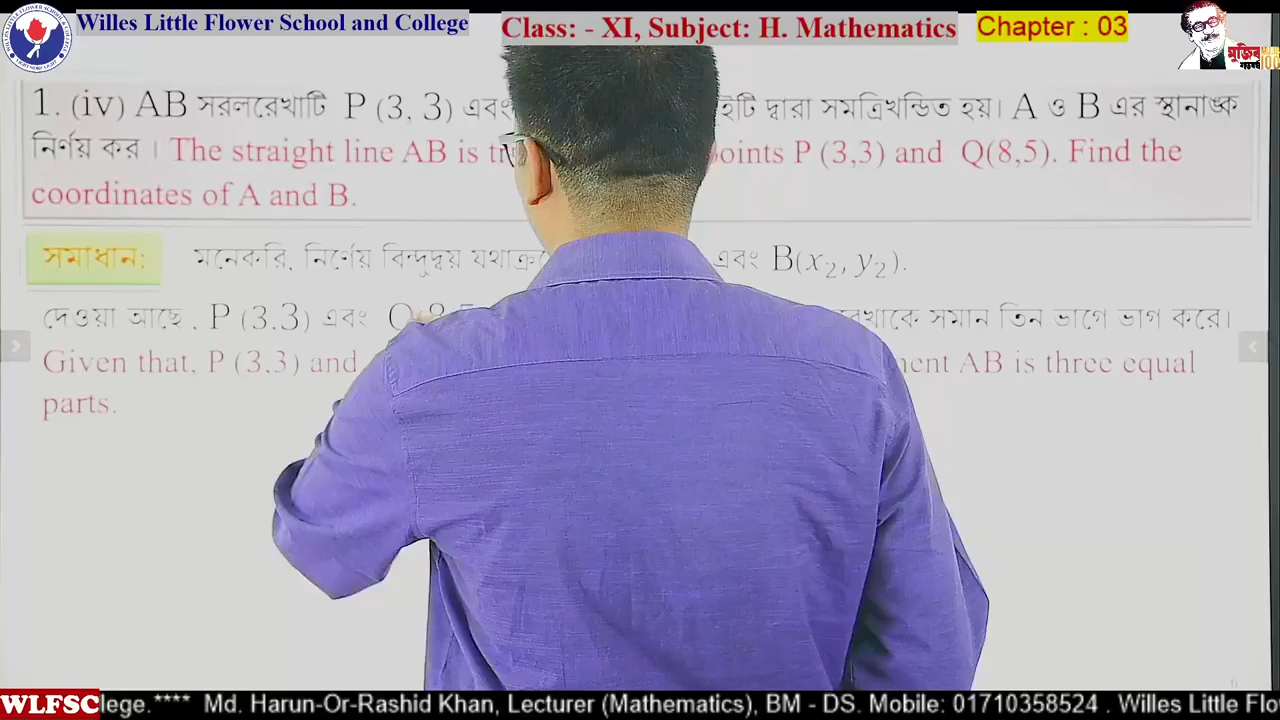 Willes Little Flower School and College
Class: - XI, Subject: H. Mathematics
Chapter : 03
মুজিব
শতবর্ষ
100
1. (iv) AB সরলরেখাটি P (3, 3) এবং দ্বারা সমত্রিখন্ডিত হয়। A ও B এর স্থানাঙ্ক
নির্ণয় কর। The straight line AB is points P (3,3) and Q(8,5). Find the
coordinates of A and B.
সমাধান: মনেকরি, নির্ণেয় বিন্দুদ্বয় এবং B(x₂, y₂).
দেওয়া আছে, P (3,3) এবং সমান তিন ভাগে ভাগ করে।
Given that, P (3,3) and AB is three equal
parts.
WLFSC lege.**** Md. Harun-Or-Rashid Khan, Lecturer (Mathematics), BM - DS. Mobile: 01710358524 . Willes Little Flo